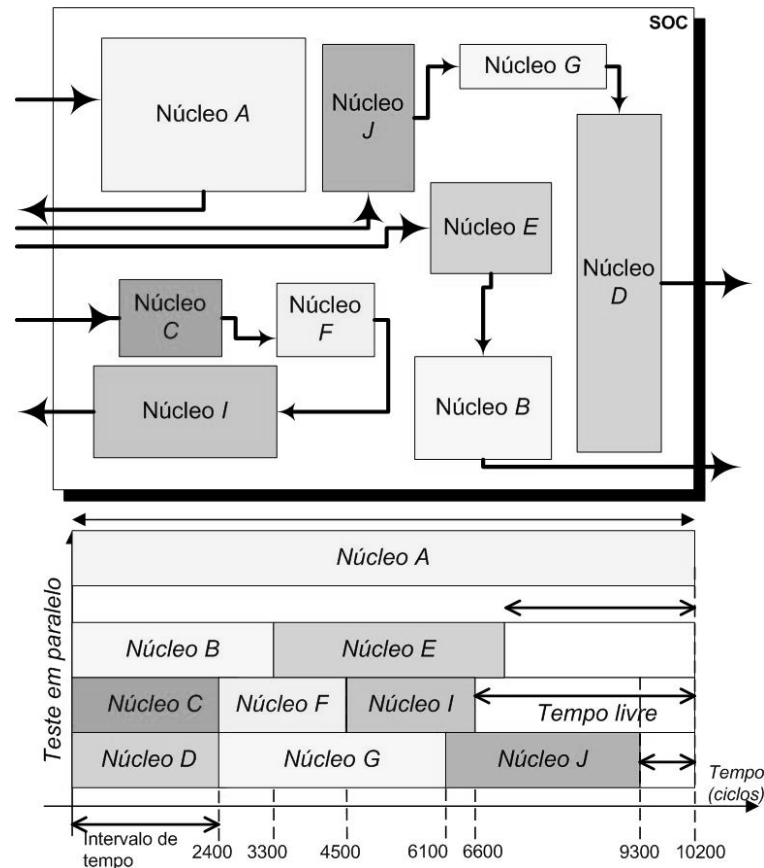 SOC
Núcleo A
Núcleo
J
Núcleo G
Núcleo E
Núcleo
D
Núcleo
C
Núcleo
F
Núcleo I
Núcleo B
Teste em paralelo
Núcleo A
Núcleo B
Núcleo E
Núcleo C
Núcleo F
Núcleo I
Tempo livre
Núcleo D
Núcleo G
Núcleo J
Tempo
(ciclos)
Intervalo de
tempo
2400
3300
4500
6100
6600
9300
10200